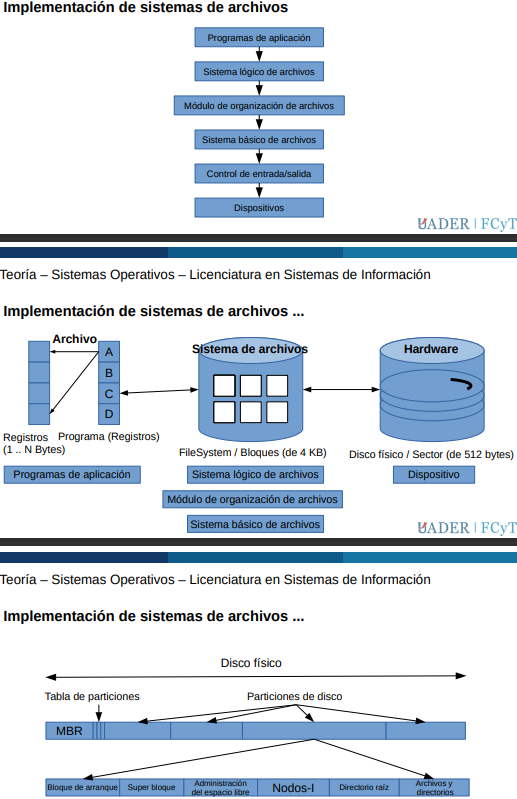 Implementación de sistemas de archivos
Programas de aplicación
Sistema lógico de archivos
Módulo de organización de archivos
Sistema básico de archivos
Control de entrada/salida
Dispositivos
UADER | FCyT
Teoría – Sistemas Operativos – Licenciatura en Sistemas de Información
Implementación de sistemas de archivos ...
Archivo
Sistema de archivos
Hardware
A
B
C
D
Registros
(1 .. N Bytes)
Programa (Registros)
FileSystem / Bloques (de 4 KB)
Disco físico / Sector (de 512 bytes)
Programas de aplicación
Sistema lógico de archivos
Dispositivo
Módulo de organización de archivos
Sistema básico de archivos
UADER | FCyT
Teoría – Sistemas Operativos – Licenciatura en Sistemas de Información
Implementación de sistemas de archivos ...
Disco físico
Tabla de particiones
Particiones de disco
MBR
Bloque de arranque
Super bloque
Administración
del espacio libre
Nodos-I
Directorio raíz
Archivos y
directorios